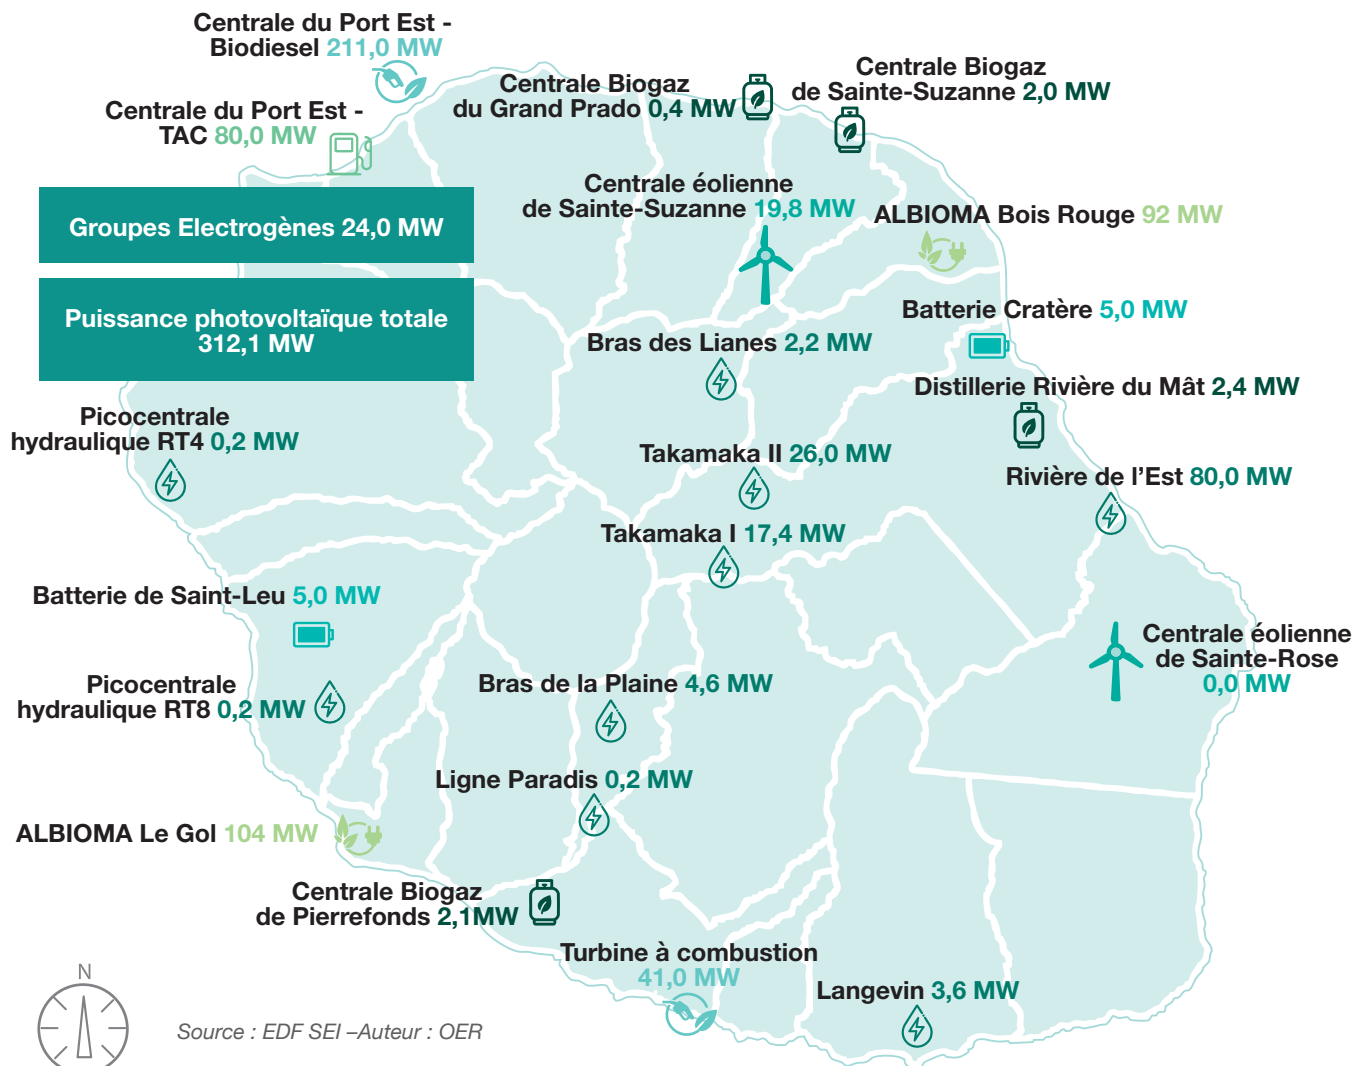 Centrale du Port Est -
Biodiesel 211,0 MW
Centrale Biogaz
du Grand Prado 0,4 MW
Centrale Biogaz
de Sainte-Suzanne 2,0 MW
Centrale du Port Est -
TAC 80,0 MW
Centrale éolienne
de Sainte-Suzanne 19,8 MW
ALBIOMA Bois Rouge 92 MW
Groupes Electrogènes 24,0 MW
Puissance photovoltaïque totale
312,1 MW
Batterie Cratère 5,0 MW
Bras des Lianes 2,2 MW
Distillerie Rivière du Mât 2,4 MW
Picocentrale
hydraulique RT4 0,2 MW
Takamaka II 26,0 MW
Rivière de l’Est 80,0 MW
Takamaka I 17,4 MW
Batterie de Saint-Leu 5,0 MW
Centrale éolienne
de Sainte-Rose
0,0 MW
Picocentrale
hydraulique RT8 0,2 MW
Bras de la Plaine 4,6 MW
Ligne Paradis 0,2 MW
ALBIOMA Le Gol 104 MW
Centrale Biogaz
de Pierrefonds 2,1MW
Turbine à combustion
41,0 MW
Langevin 3,6 MW
N
Source : EDF SEI –Auteur : OER